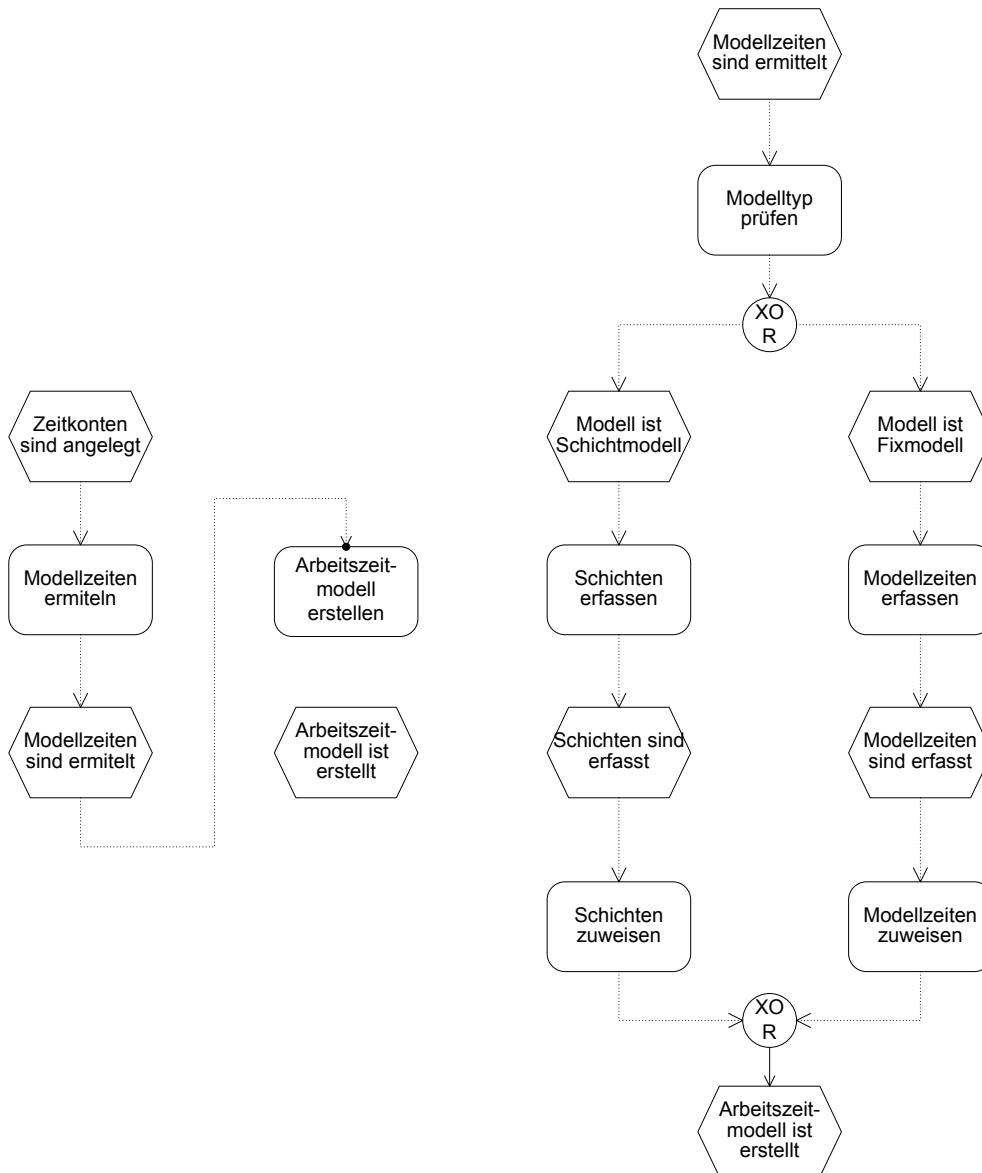 Modellzeiten
sind ermittelt
Modelltyp
prüfen
XO
R
Zeitkonten
sind angelegt
Modell ist
Schichtmodell
Modell ist
Fixmodell
Modellzeiten
ermiteln
Arbeitszeit-
modell
erstellen
Schichten
erfassen
Modellzeiten
erfassen
Modellzeiten
sind ermitelt
Arbeitszeit-
modell ist
erstellt
Schichten sind
erfasst
Modellzeiten
sind erfasst
Schichten
zuweisen
Modellzeiten
zuweisen
XO
R
Arbeitszeit-
modell ist
erstellt